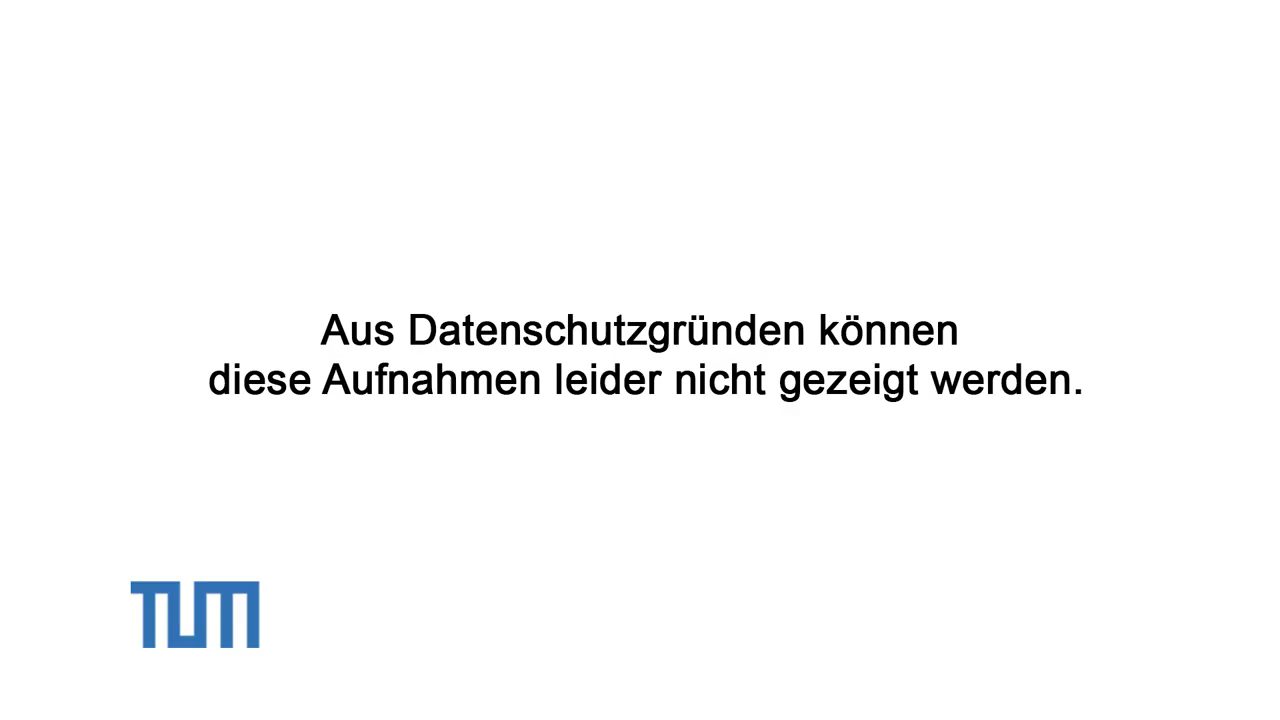 Aus Datenschutzgründen können
diese Aufnahmen leider nicht gezeigt werden.
TUM